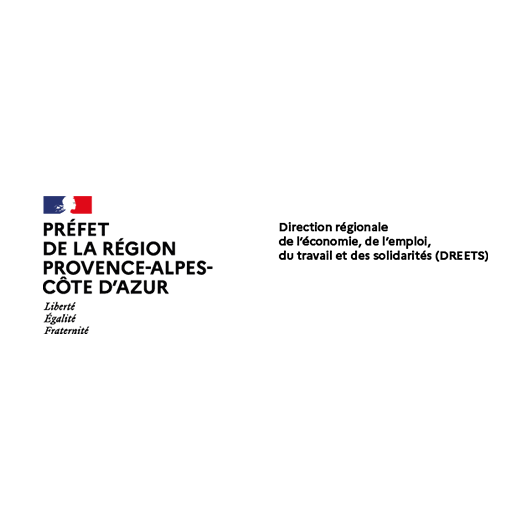 PRÉFET
DE LA RÉGION
PROVENCE-ALPES-
CÔTE D'AZUR
Liberté
Égalité
Fraternité
Direction régionale
de l'économie, de l'emploi,
du travail et des solidarités (DREETS)